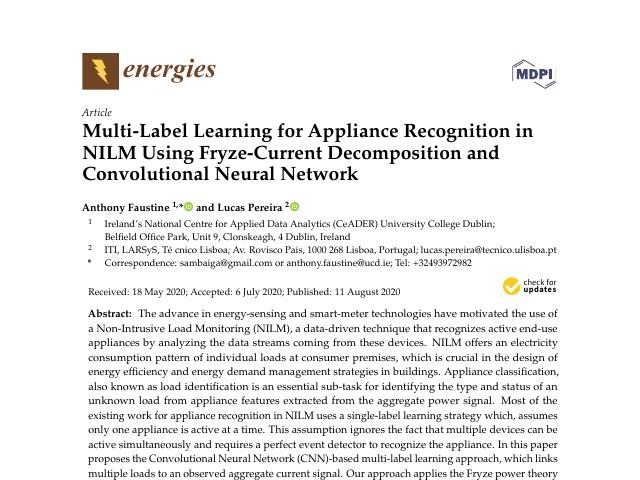 energies
MDPI
Article
Multi-Label Learning for Appliance Recognition in
NILM Using Fryze-Current Decomposition and
Convolutional Neural Network
Anthony Faustine 1,* and Lucas Pereira 2
1 Ireland's National Centre for Applied Data Analytics (CeADER) University College Dublin;
Belfield Office Park, Unit 9, Clonskeagh, 4 Dublin, Ireland
2 ITI, LARSyS, Té cnico Lisboa; Av. Rovisco Pais, 1000 268 Lisboa, Portugal; lucas.pereira@tecnico.ulisboa.pt
* Correspondence: sambaiga@gmail.com or anthony.faustine@ucd.ie; Tel: +32493972982
check for
updates
Received: 18 May 2020; Accepted: 6 July 2020; Published: 11 August 2020
Abstract: The advance in energy-sensing and smart-meter technologies have motivated the use of
a Non-Intrusive Load Monitoring (NILM), a data-driven technique that recognizes active end-use
appliances by analyzing the data streams coming from these devices. NILM offers an electricity
consumption pattern of individual loads at consumer premises, which is crucial in the design of
energy efficiency and energy demand management strategies in buildings. Appliance classification,
also known as load identification is an essential sub-task for identifying the type and status of an
unknown load from appliance features extracted from the aggregate power signal. Most of the
existing work for appliance recognition in NILM uses a single-label learning strategy which, assumes
only one appliance is active at a time. This assumption ignores the fact that multiple devices can be
active simultaneously and requires a perfect event detector to recognize the appliance. In this paper
proposes the Convolutional Neural Network (CNN)-based multi-label learning approach, which links
multiple loads to an observed aggregate current signal. Our approach applies the Fryze power theory